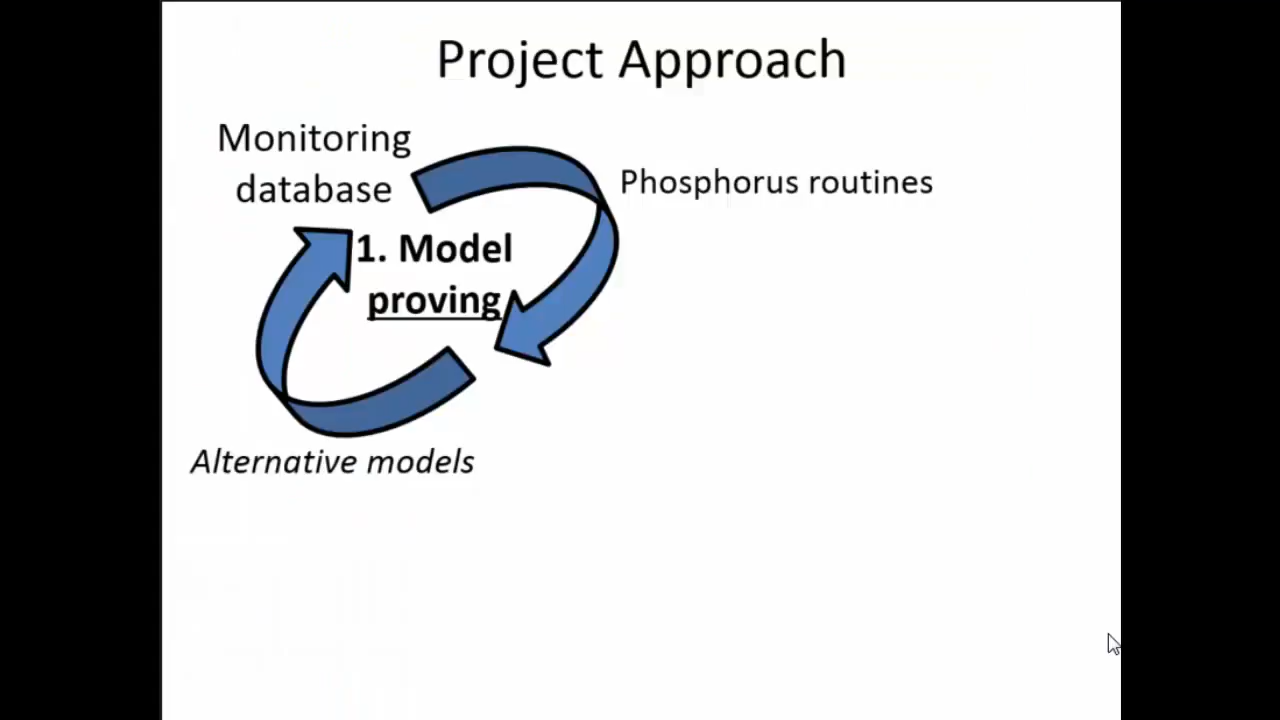 Project Approach
Monitoring
database
Phosphorus routines
1. Model
proving
Alternative models